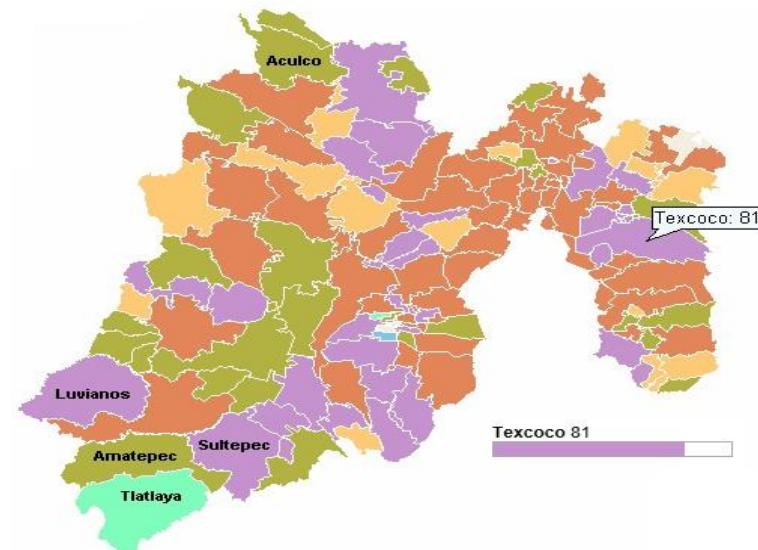 Aculco
Texcoco: 81
Luvianos
Texcoco 81
Sultepec
Amatepec
Tlatlaya